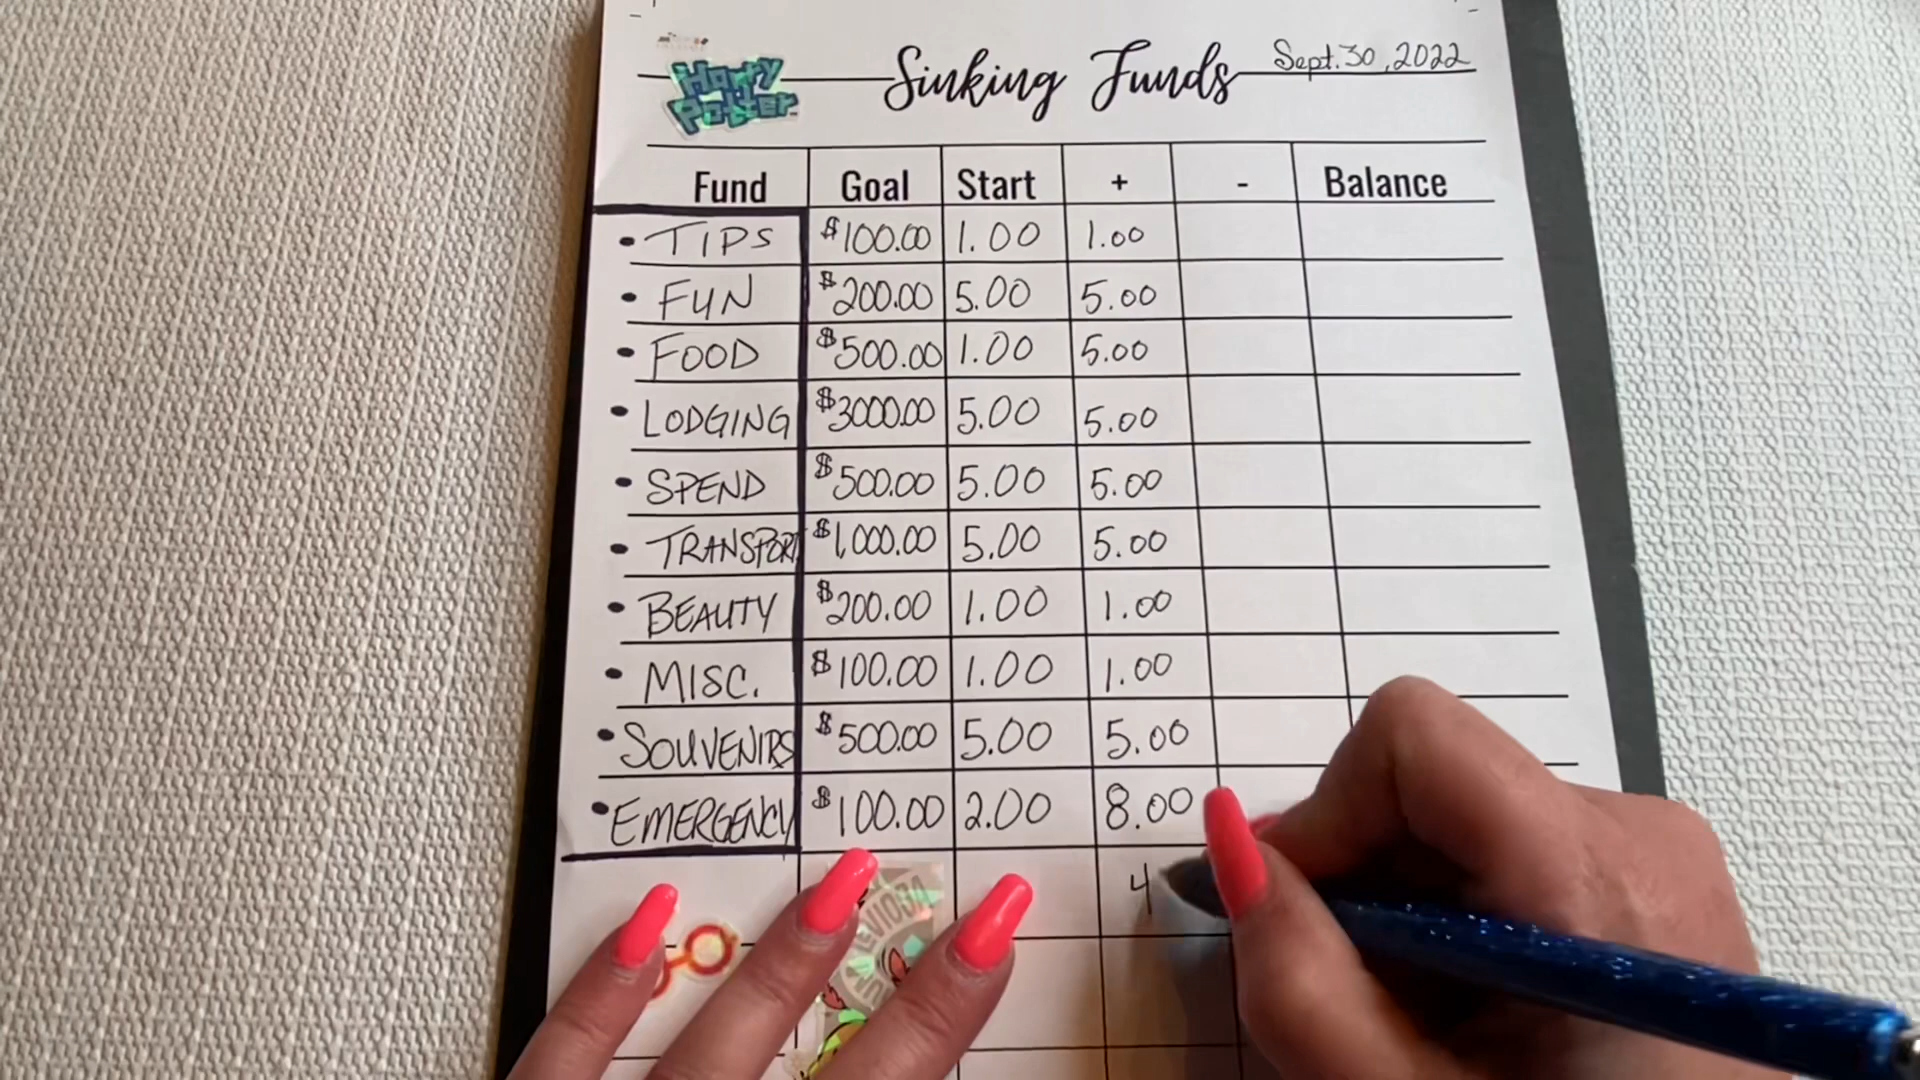 Harry Potter
Sinking Funds Sept. 30, 2022
Fund Goal Start + - Balance
• TIPS $100.00 1.00 1.00
• FUN $200.00 5.00 5.00
• FOOD $500.00 1.00 5.00
• LODGING $3000.00 5.00 5.00
• SPEND $500.00 5.00 5.00
• TRANSPORT $1,000.00 5.00 5.00
• BEAUTY $200.00 1.00 1.00
• MISC. $100.00 1.00 1.00
• SOUVENIRS $500.00 5.00 5.00
• EMERGENCY $100.00 2.00 8.00
4